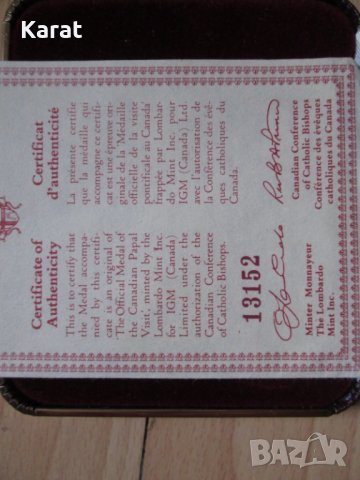 Karat
Certificate of
Authenticity
This is to certify that
the Medal accompa-
nied by this certifi-
cate is an original of
'The Official Medal of
the Canadian Papal
Visit', minted by the
Lombardo Mint Inc.
for IGM (Canada)
Limited under the
authorization of the
Canadian Conference
of Catholic Bishops.
Certificat
d'authenticité
La présente certifie
que la médaille qui
accompagne ce certifi-
cat est une épreuve ori-
ginale de la 'Médaille
officielle de la visite
pontificale au Canada'
frappée par Lombar-
do Mint Inc. pour
IGM (Canada) Ltd.
avec autorisation de
la Conférence des évê-
ques catholiques du
Canada.
13152
Minter Monnayeur
The Lombardo
Mint Inc.
Canadian Conference
of Catholic Bishops
Conférence des évêques
catholiques du Canada
bazar.bg